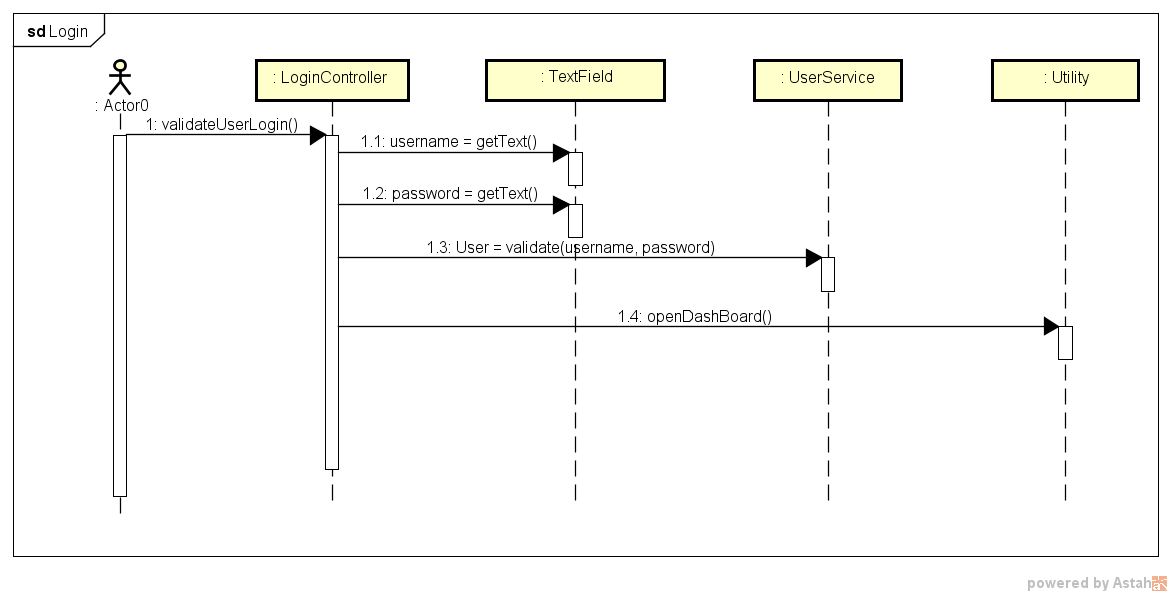 sd Login
: LoginController
: TextField
: UserService
: Utility
: Actor0
1: validateUserLogin()
1.1: username = getText()
1.2: password = getText()
1.3: User = validate(username, password)
1.4: openDashBoard()
powered by Astah